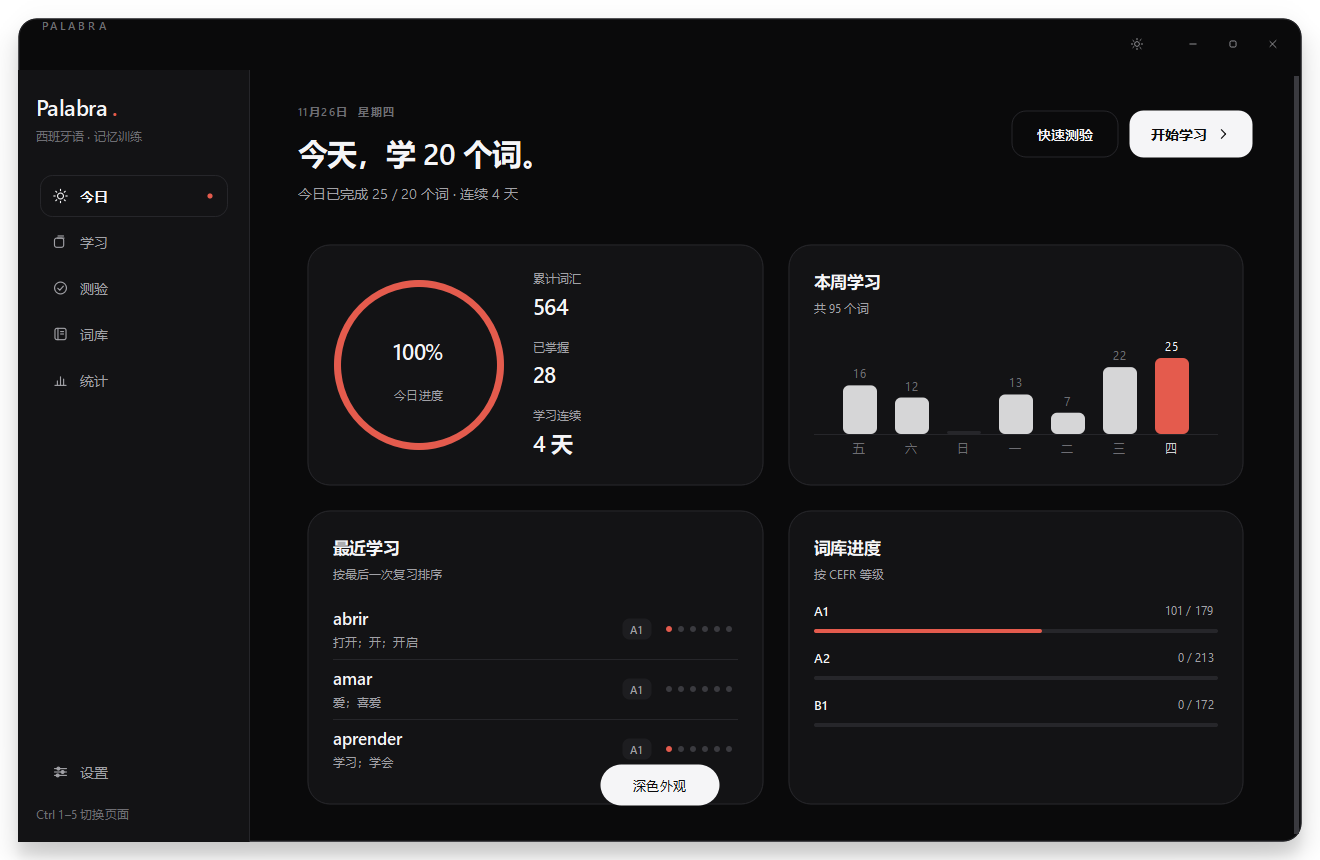 PALABRA
Palabra.
西班牙语 · 记忆训练
今日
学习
测验
词库
统计
设置
Ctrl 1–5 切换页面
11月26日 星期四
今天，学 20 个词。
今日已完成 25 / 20 个词 · 连续 4 天
快速测验
开始学习
100%
今日进度
累计词汇
564
已掌握
28
学习连续
4 天
本周学习
共 95 个词
16 12 13 7 22 25
五 六 日 一 二 三 四
最近学习
按最后一次复习排序
abrir
打开；开；开启
A1
amar
爱；喜爱
A1
aprender
学习；学会
A1
词库进度
按 CEFR 等级
A1 101 / 179
A2 0 / 213
B1 0 / 172
深色外观